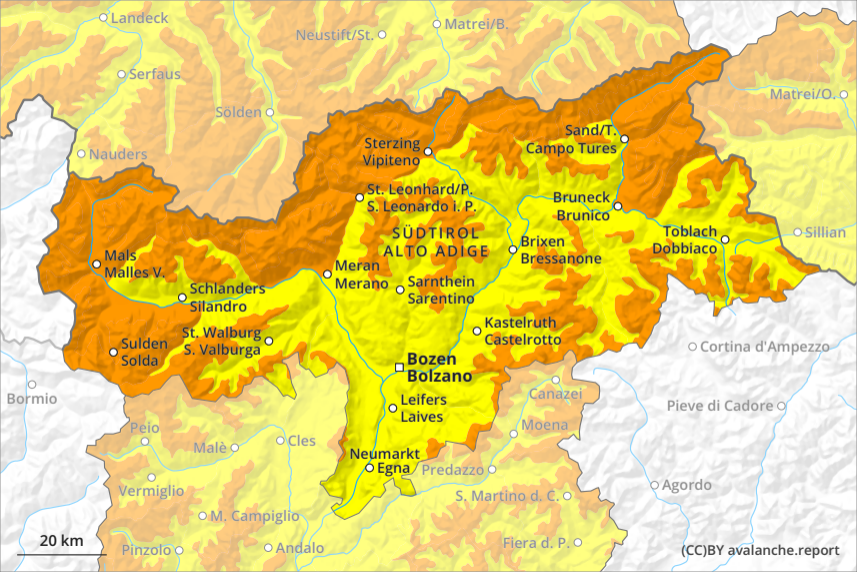 Landeck
Matrei/B.
Neustift/St.
Serfaus
Matrei/O.
Sölden
Sand/T.
Campo Tures
Sterzing
Vipiteno
Nauders
St. Leonhard/P.
S. Leonardo i. P.
Bruneck
Brunico
SÜDTIROL
ALTO ADIGE
Toblach
Dobbiaco
Sillian
Brixen
Bressanone
Mals
Malles V.
Meran
Merano
Sarnthein
Sarentino
Schlanders
Silandro
Kastelruth
Castelrotto
St. Walburg
S. Valburga
Sulden
Solda
Cortina d'Ampezzo
Bozen
Bolzano
Bormio
Canazei
Leifers
Laives
Pieve di Cadore
Peio
Moena
Cles
Malè
Neumarkt
Egna
Predazzo
Vermiglio
Agordo
S. Martino d. C.
M. Campiglio
20 km
Pinzolo
Andalo
Fiera d. P.
(CC)BY avalanche.report